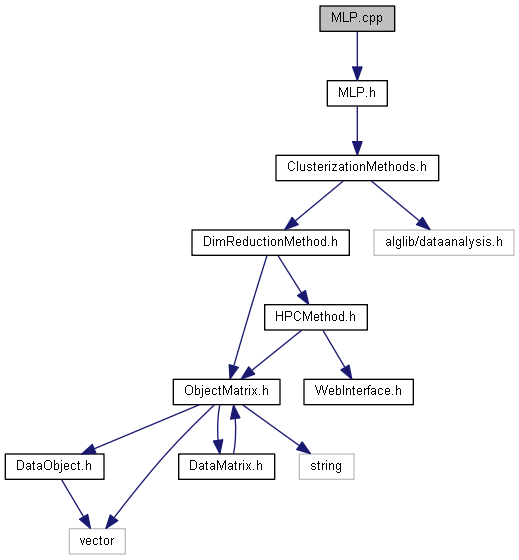 MLP.cpp
MLP.h
ClusterizationMethods.h
DimReductionMethod.h
alglib/dataanalysis.h
HPCMethod.h
ObjectMatrix.h
WebInterface.h
DataObject.h
DataMatrix.h
string
vector